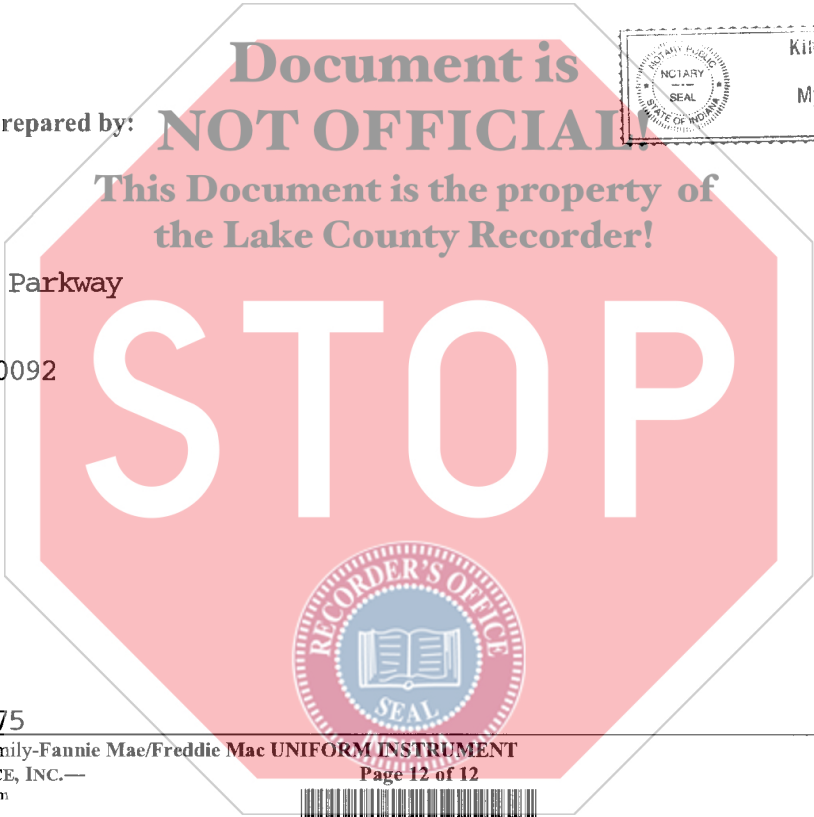 Document is
NOT OFFICIAL!
This Document is the property of
the Lake County Recorder!
repared by:
NOTARY PUBLIC
NOTARY
SEAL
STATE OF INDIANA
Parkway
0092
STOP
RECORDER'S OFFICE
SEAL
INDIANA
75
mily-Fannie Mae/Freddie Mac UNIFORM INSTRUMENT
CE, INC.—
Page 12 of 12